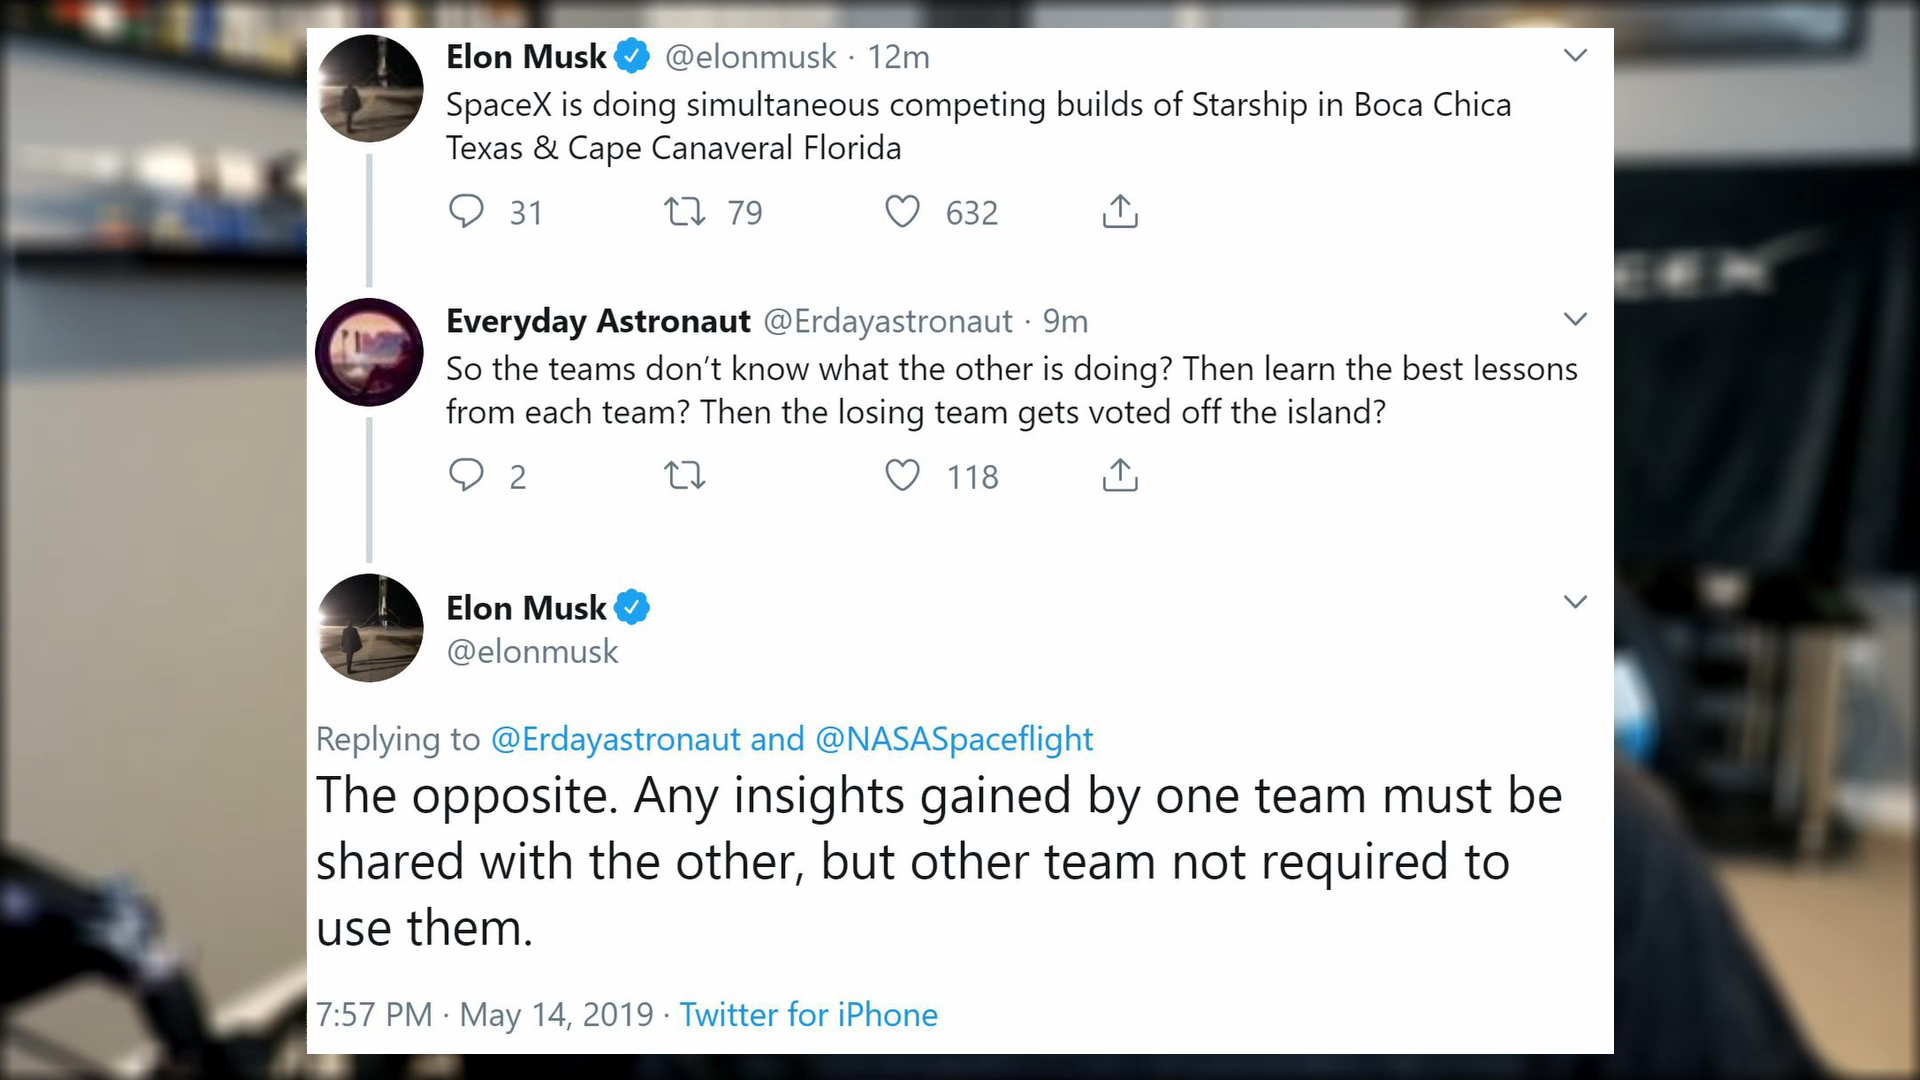 Elon Musk @elonmusk · 12m
SpaceX is doing simultaneous competing builds of Starship in Boca Chica
Texas & Cape Canaveral Florida
31 79 632
Everyday Astronaut @Erdayastronaut · 9m
So the teams don’t know what the other is doing? Then learn the best lessons
from each team? Then the losing team gets voted off the island?
2 118
Elon Musk
@elonmusk
Replying to @Erdayastronaut and @NASASpaceflight
The opposite. Any insights gained by one team must be
shared with the other, but other team not required to
use them.
7:57 PM · May 14, 2019 · Twitter for iPhone